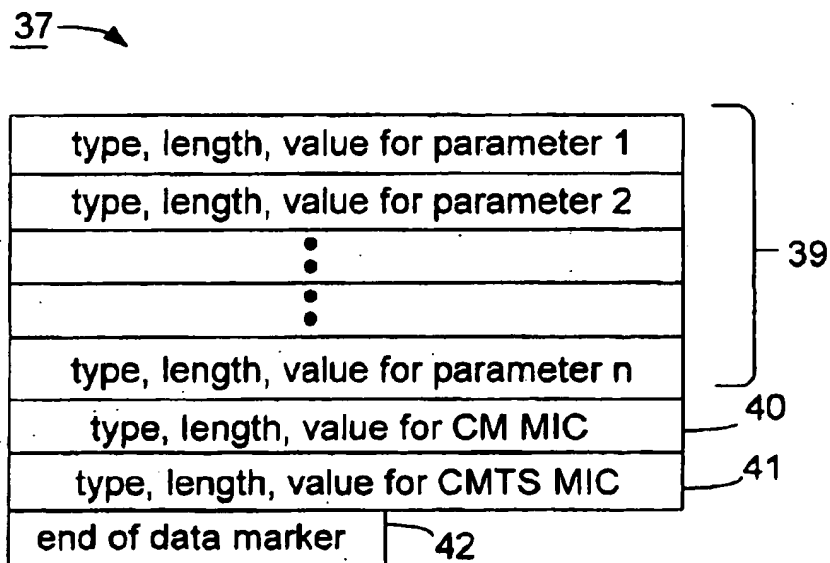 37
type, length, value for parameter 1
type, length, value for parameter 2
39
type, length, value for parameter n
type, length, value for CM MIC
40
type, length, value for CMTS MIC
41
end of data marker
42